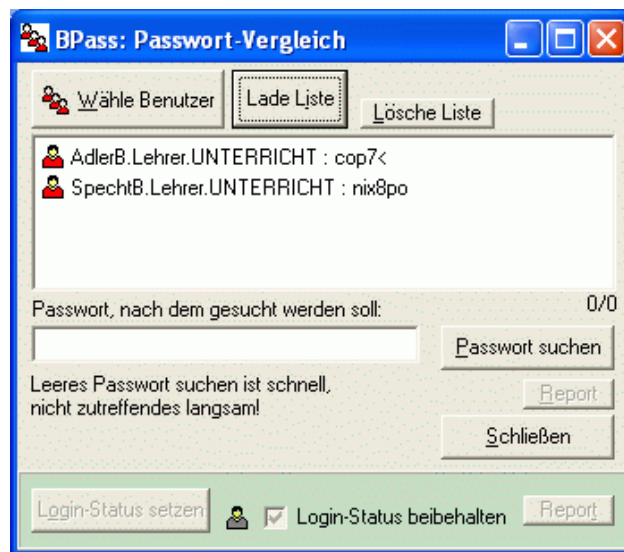 BPass: Passwort-Vergleich
Wähle Benutzer
Lade Liste
Lösche Liste
AdlerB.Lehrer.UNTERRICHT : cop7<
SpechtB.Lehrer.UNTERRICHT : nix8po
Passwort, nach dem gesucht werden soll:
0/0
Passwort suchen
Leeres Passwort suchen ist schnell,
nicht zutreffendes langsam!
Report
Schließen
Login-Status setzen
Login-Status beibehalten
Report